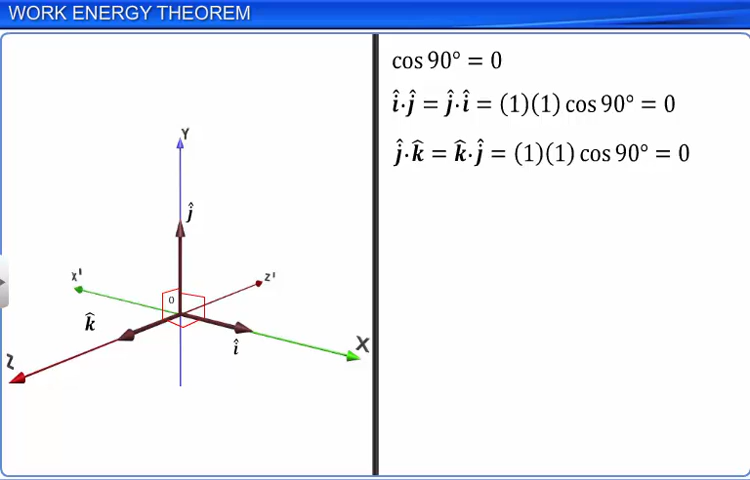 WORK ENERGY THEOREM
cos 90° = 0
î·ĵ = ĵ·î = (1)(1) cos 90° = 0
ĵ·k̂ = k̂·ĵ = (1)(1) cos 90° = 0
Y
ĵ
X'
Z'
O
k̂
î
X
Z